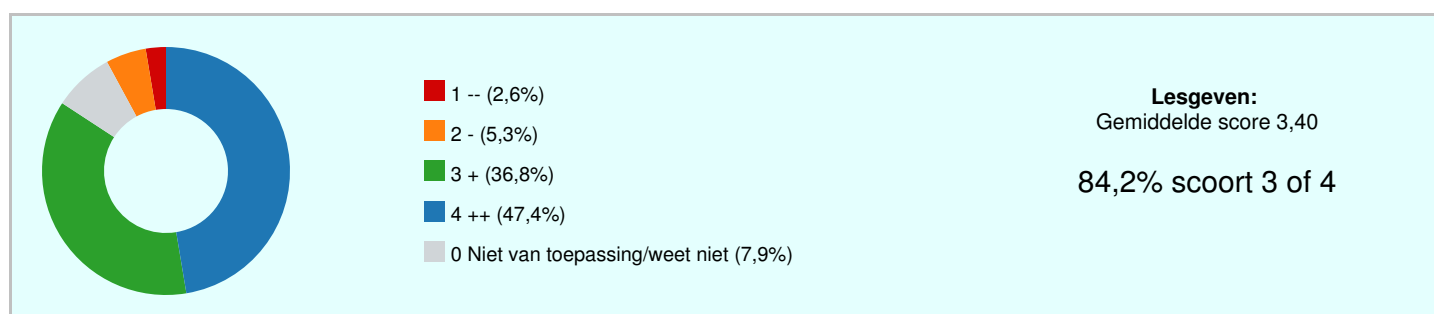 1 -- (2,6%)
2 - (5,3%)
3 + (36,8%)
4 ++ (47,4%)
0 Niet van toepassing/weet niet (7,9%)
Lesgeven:
Gemiddelde score 3,40
84,2% scoort 3 of 4